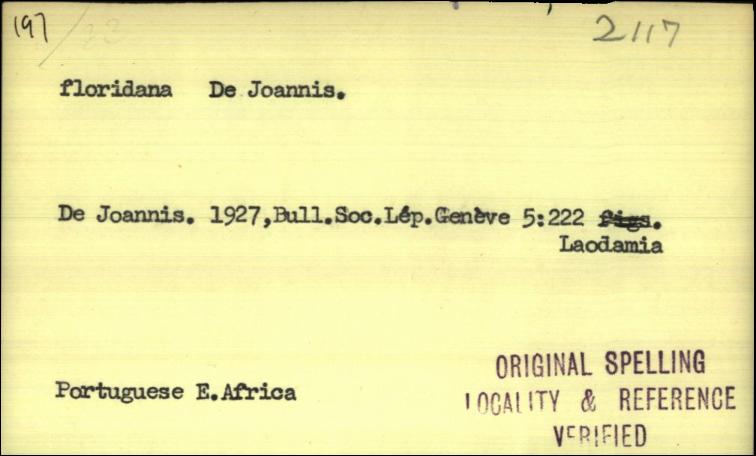 197 2117
floridana De Joannis.
De Joannis. 1927,Bull.Soc.Lép.Genève 5:222 figs.
Laodamia
Portuguese E.Africa
ORIGINAL SPELLING
LOCALITY & REFERENCE
VERIFIED